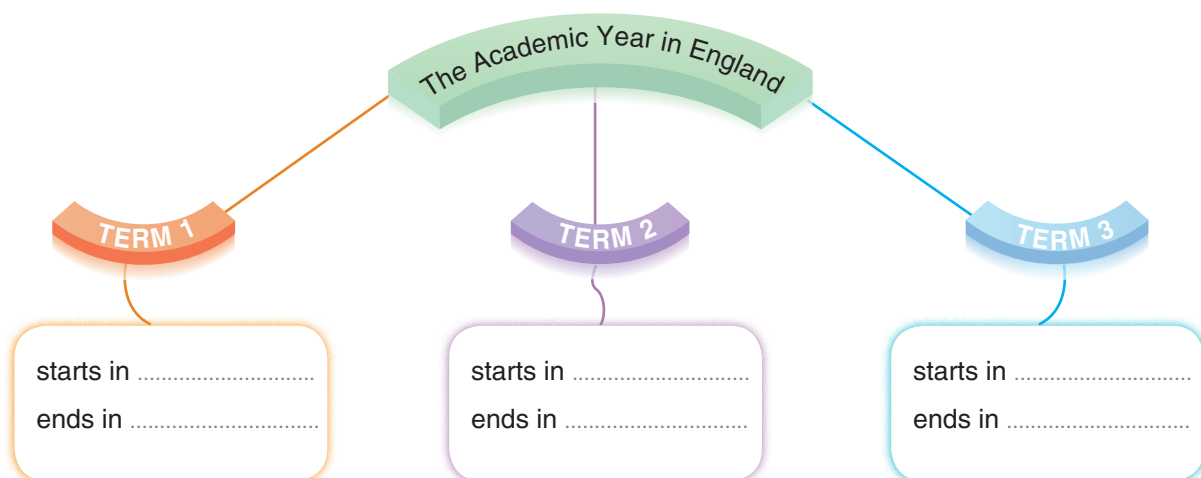 The Academic Year in England
TERM 1
TERM 2
TERM 3
starts in ..............................
ends in ................................
starts in ..............................
ends in ................................
starts in ..............................
ends in ................................